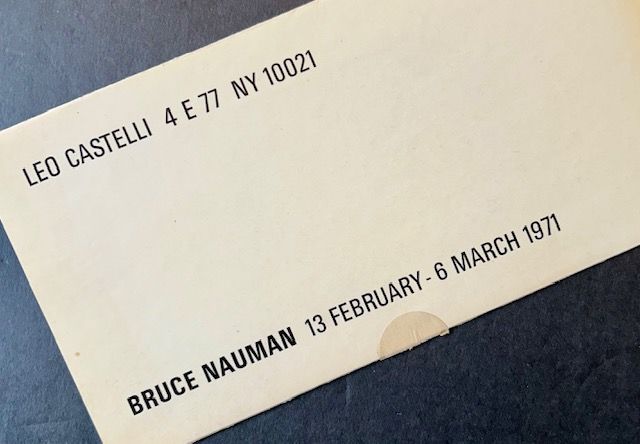 LEO CASTELLI 4 E 77 NY 10021
BRUCE NAUMAN 13 FEBRUARY - 6 MARCH 1971